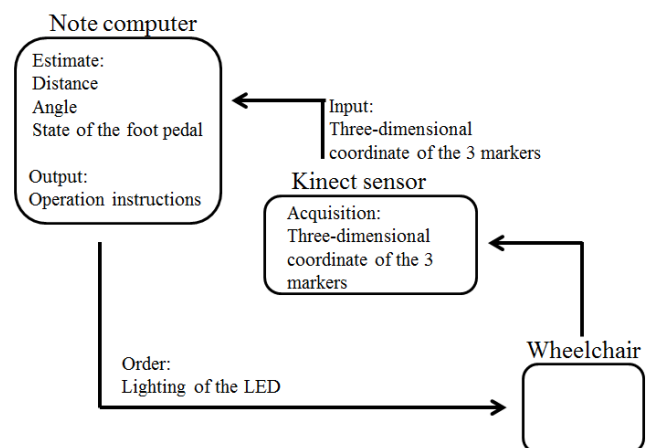 Note computer
Estimate:
Distance
Angle
State of the foot pedal
Output:
Operation instructions
Input:
Three-dimensional
coordinate of the 3 markers
Kinect sensor
Acquisition:
Three-dimensional
coordinate of the 3
markers
Wheelchair
Order:
Lighting of the LED